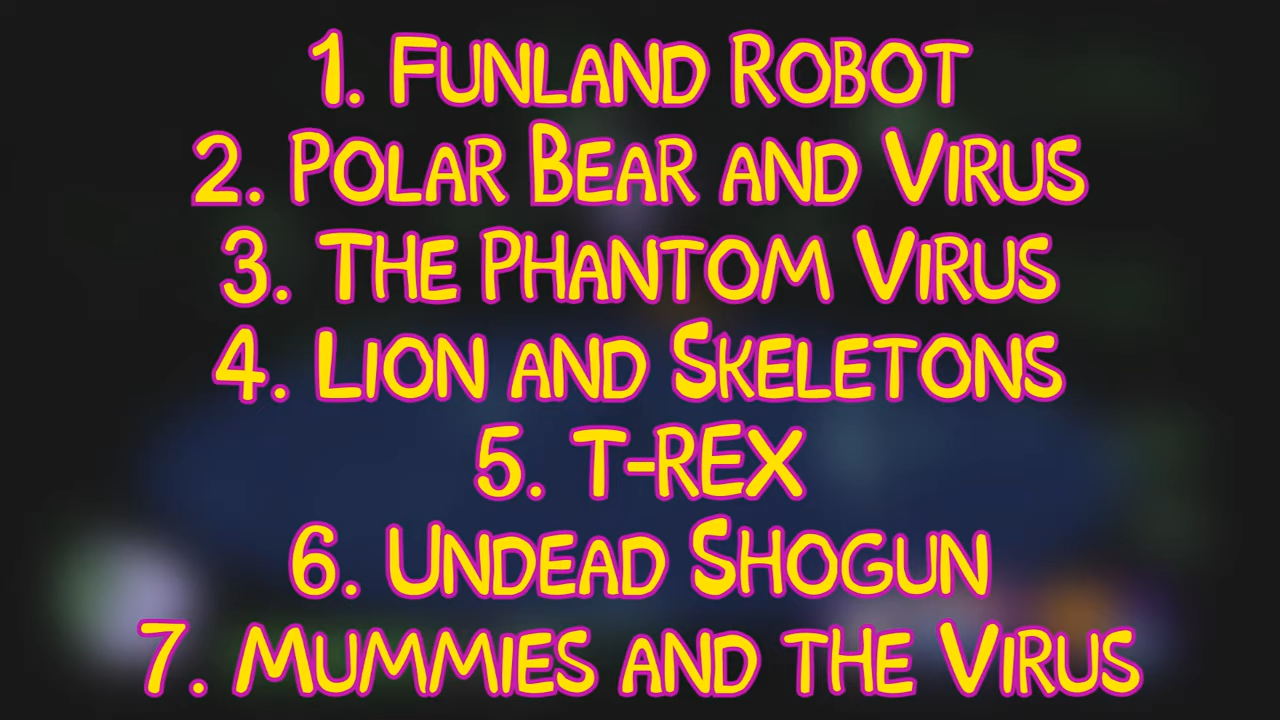 1. Funland Robot
2. Polar Bear and Virus
3. The Phantom Virus
4. Lion and Skeletons
5. T-Rex
6. Undead Shogun
7. Mummies and the Virus